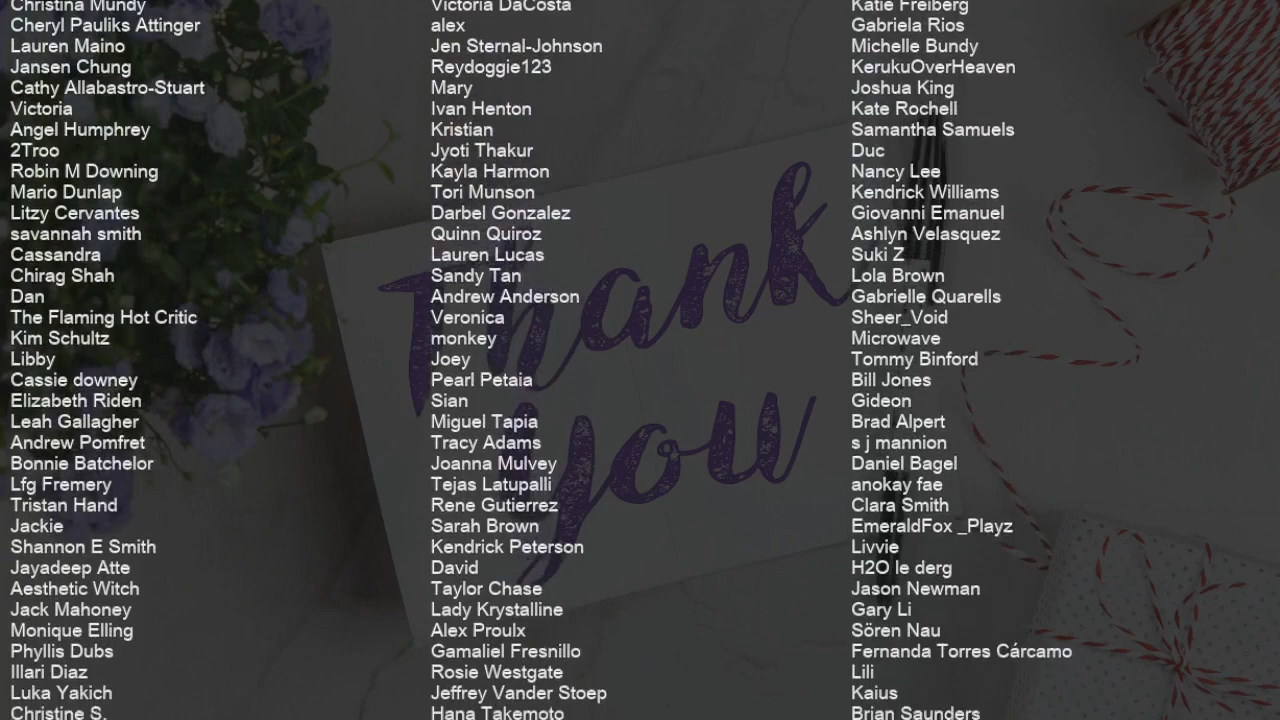 Christina Mundy
Cheryl Pauliks Attinger
Lauren Maino
Jansen Chung
Cathy Allabastro-Stuart
Victoria
Angel Humphrey
2Troo
Robin M Downing
Mario Dunlap
Litzy Cervantes
savannah smith
Cassandra
Chirag Shah
Dan
The Flaming Hot Critic
Kim Schultz
Libby
Cassie downey
Elizabeth Riden
Leah Gallagher
Andrew Pomfret
Bonnie Batchelor
Lfg Fremery
Tristan Hand
Jackie
Shannon E Smith
Jayadeep Atte
Aesthetic Witch
Jack Mahoney
Monique Elling
Phyllis Dubs
Illari Diaz
Luka Yakich
Christine S.
Victoria DaCosta
alex
Jen Sternal-Johnson
Reydoggie123
Mary
Ivan Henton
Kristian
Jyoti Thakur
Kayla Harmon
Tori Munson
Darbel Gonzalez
Quinn Quiroz
Lauren Lucas
Sandy Tan
Andrew Anderson
Veronica
monkey
Joey
Pearl Petaia
Sian
Miguel Tapia
Tracy Adams
Joanna Mulvey
Tejas Latupalli
Rene Gutierrez
Sarah Brown
Kendrick Peterson
David
Taylor Chase
Lady Krystalline
Alex Proulx
Gamaliel Fresnillo
Rosie Westgate
Jeffrey Vander Stoep
Hana Takemoto
Katie Freiberg
Gabriela Rios
Michelle Bundy
KerukuOverHeaven
Joshua King
Kate Rochell
Samantha Samuels
Duc
Nancy Lee
Kendrick Williams
Giovanni Emanuel
Ashlyn Velasquez
Suki Z
Lola Brown
Gabrielle Quarells
Sheer_Void
Microwave
Tommy Binford
Bill Jones
Gideon
Brad Alpert
s j mannion
Daniel Bagel
anokay fae
Clara Smith
EmeraldFox _Playz
Livvie
H2O le derg
Jason Newman
Gary Li
Sören Nau
Fernanda Torres Cárcamo
Lili
Kaius
Brian Saunders
Thank
you